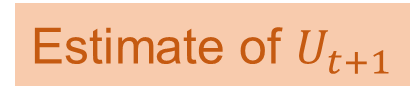 Estimate of $U_{t+1}$